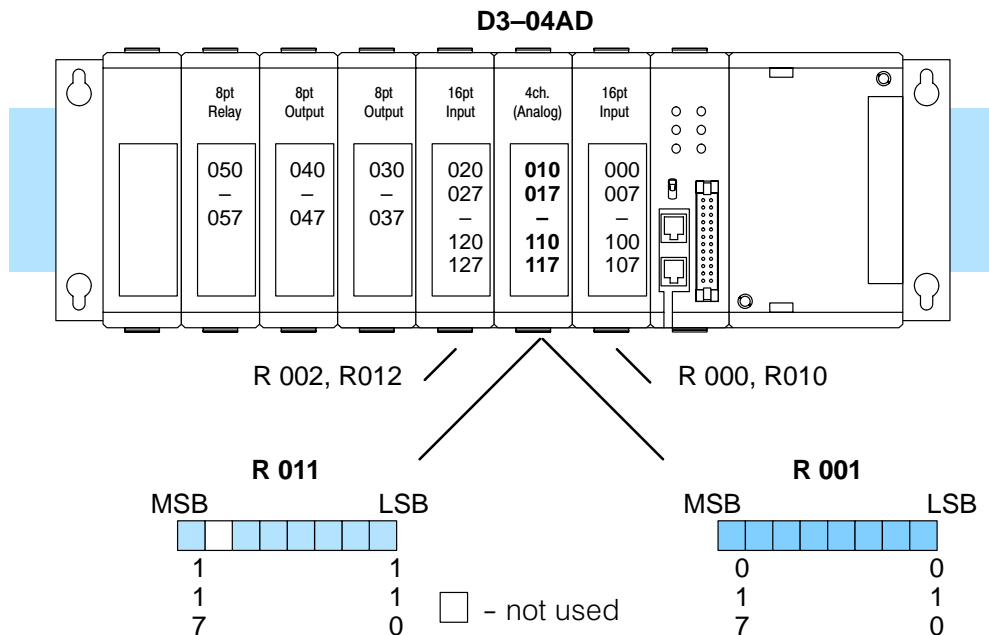 D3–04AD
8pt
Relay
8pt
Output
8pt
Output
16pt
Input
4ch.
(Analog)
16pt
Input
050
–
057
040
–
047
030
–
037
020
027
–
120
127
010
017
–
110
117
000
007
–
100
107
R 002, R012
R 000, R010
R 011
MSB LSB
1 1
1 1
7 0
R 001
MSB LSB
0 0
1 1
7 0
– not used